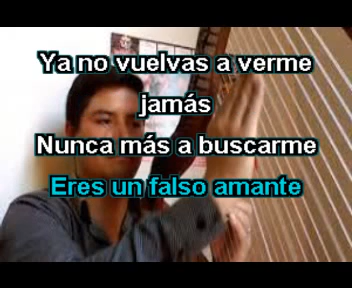 Ya no vuelvas a verme
jamás
Nunca más a buscarme
Eres un falso amante